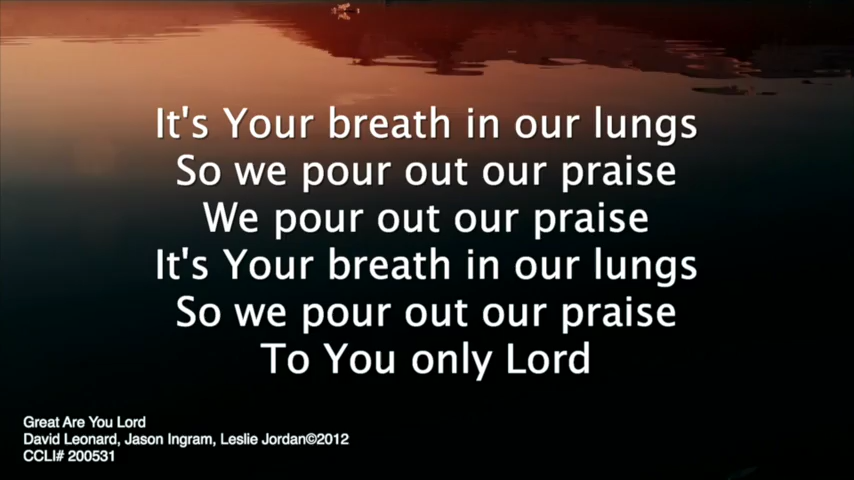 It's Your breath in our lungs
So we pour out our praise
We pour out our praise
It's Your breath in our lungs
So we pour out our praise
To You only Lord
Great Are You Lord
David Leonard, Jason Ingram, Leslie Jordan©2012
CCLI# 200531